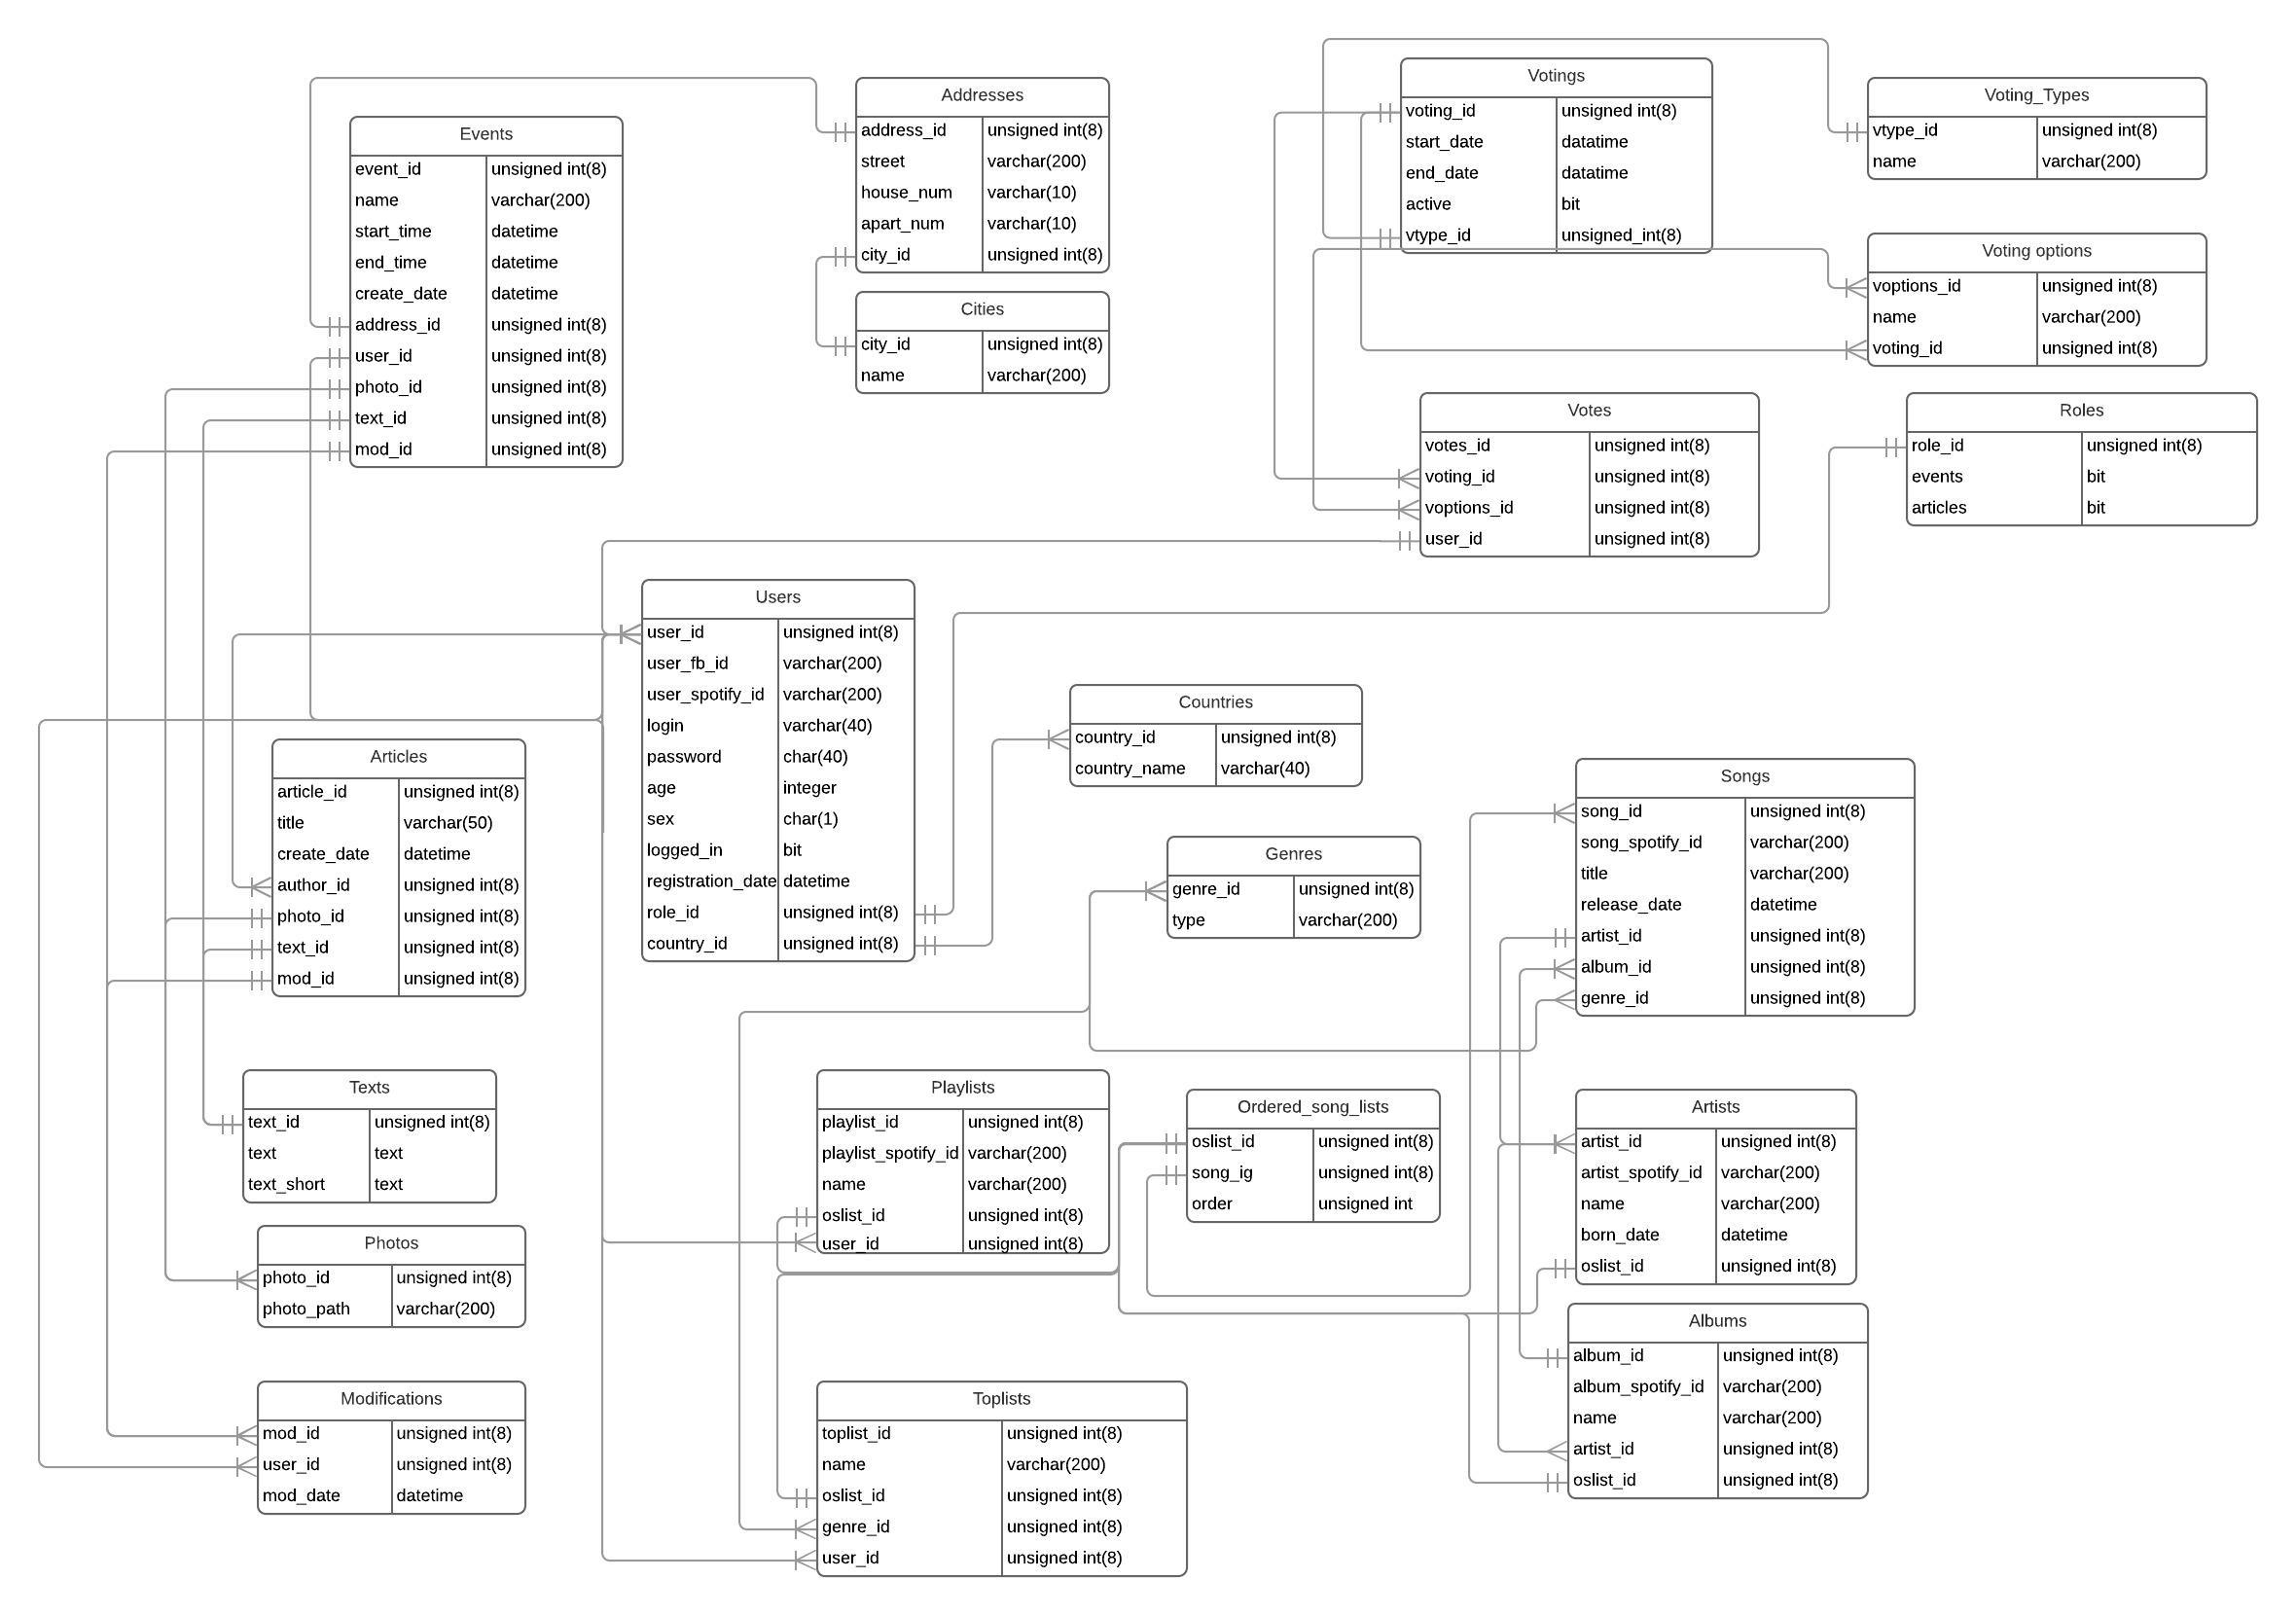 Events
event_id unsigned int(8)
name varchar(200)
start_time datetime
end_time datetime
create_date datetime
address_id unsigned int(8)
user_id unsigned int(8)
photo_id unsigned int(8)
text_id unsigned int(8)
mod_id unsigned int(8)
Addresses
address_id unsigned int(8)
street varchar(200)
house_num varchar(10)
apart_num varchar(10)
city_id unsigned int(8)
Cities
city_id unsigned int(8)
name varchar(200)
Votings
voting_id unsigned int(8)
start_date datatime
end_date datatime
active bit
vtype_id unsigned_int(8)
Voting_Types
vtype_id unsigned int(8)
name varchar(200)
Voting options
voptions_id unsigned int(8)
name varchar(200)
voting_id unsigned int(8)
Votes
votes_id unsigned int(8)
voting_id unsigned int(8)
voptions_id unsigned int(8)
user_id unsigned int(8)
Roles
role_id unsigned int(8)
events bit
articles bit
Users
user_id unsigned int(8)
user_fb_id varchar(200)
user_spotify_id varchar(200)
login varchar(40)
password char(40)
age integer
sex char(1)
logged_in bit
registration_date datetime
role_id unsigned int(8)
country_id unsigned int(8)
Countries
country_id unsigned int(8)
country_name varchar(40)
Genres
genre_id unsigned int(8)
type varchar(200)
Songs
song_id unsigned int(8)
song_spotify_id varchar(200)
title varchar(200)
release_date datetime
artist_id unsigned int(8)
album_id unsigned int(8)
genre_id unsigned int(8)
Articles
article_id unsigned int(8)
title varchar(50)
create_date datetime
author_id unsigned int(8)
photo_id unsigned int(8)
text_id unsigned int(8)
mod_id unsigned int(8)
Texts
text_id unsigned int(8)
text text
text_short text
Photos
photo_id unsigned int(8)
photo_path varchar(200)
Modifications
mod_id unsigned int(8)
user_id unsigned int(8)
mod_date datetime
Playlists
playlist_id unsigned int(8)
playlist_spotify_id varchar(200)
name varchar(200)
oslist_id unsigned int(8)
user_id unsigned int(8)
Ordered_song_lists
oslist_id unsigned int(8)
song_ig unsigned int(8)
order unsigned int
Artists
artist_id unsigned int(8)
artist_spotify_id varchar(200)
name varchar(200)
born_date datetime
oslist_id unsigned int(8)
Albums
album_id unsigned int(8)
album_spotify_id varchar(200)
name varchar(200)
artist_id unsigned int(8)
oslist_id unsigned int(8)
Toplists
toplist_id unsigned int(8)
name varchar(200)
oslist_id unsigned int(8)
genre_id unsigned int(8)
user_id unsigned int(8)